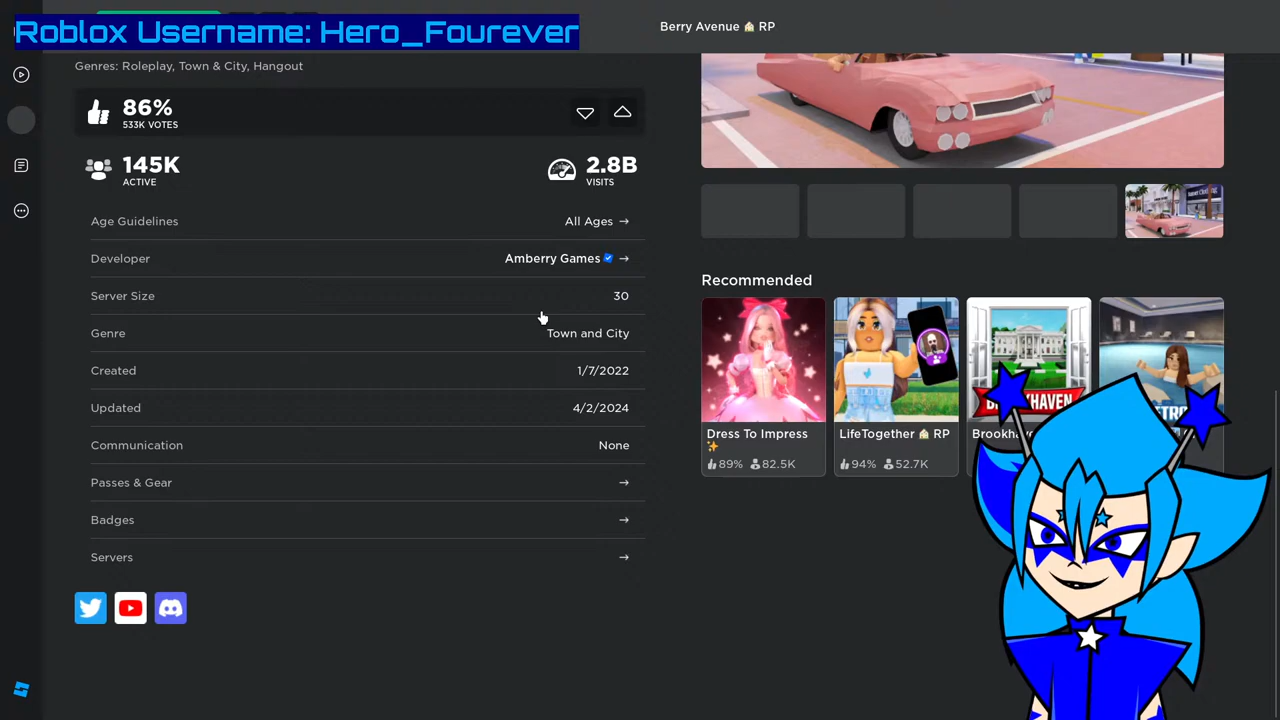 Roblox Username: Hero_Fourever
Berry Avenue 🏠 RP
Genres: Roleplay, Town & City, Hangout
86%
533K VOTES
145K
ACTIVE
2.8B
VISITS
Age Guidelines
All Ages →
Developer
Amberry Games →
Server Size
30
Genre
Town and City
Created
1/7/2022
Updated
4/2/2024
Communication
None
Passes & Gear →
Badges →
Servers →
Recommended
Dress To Impress
✨
89% 82.5K
LifeTogether 🏠 RP
94% 52.7K